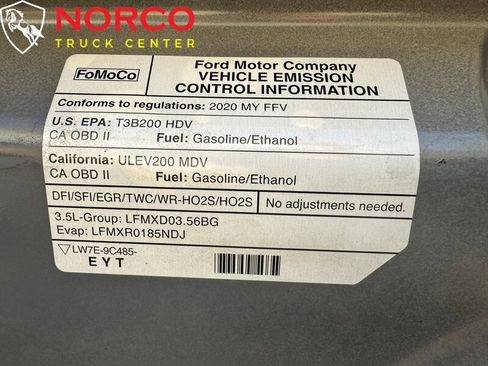 NORCO
TRUCK CENTER
FoMoCo
Ford Motor Company
VEHICLE EMISSION
CONTROL INFORMATION
Conforms to regulations: 2020 MY FFV
U.S. EPA: T3B200 HDV
CA OBD II Fuel: Gasoline/Ethanol
California: ULEV200 MDV
CA OBD II Fuel: Gasoline/Ethanol
DFI/SFI/EGR/TWC/WR-HO2S/HO2S
No adjustments needed.
3.5L-Group: LFMXD03.56BG
Evap: LFMXR0185NDJ
LW7E-9C485-
EYT